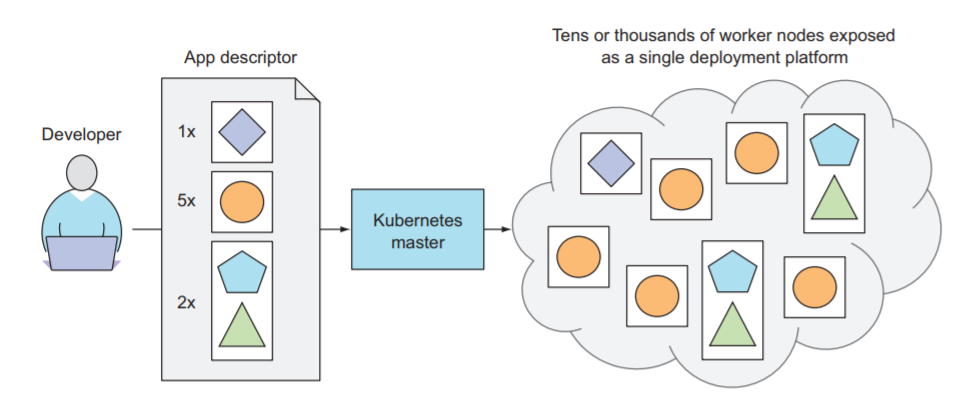 Tens or thousands of worker nodes exposed
as a single deployment platform
App descriptor
Developer
1x
5x
2x
Kubernetes
master